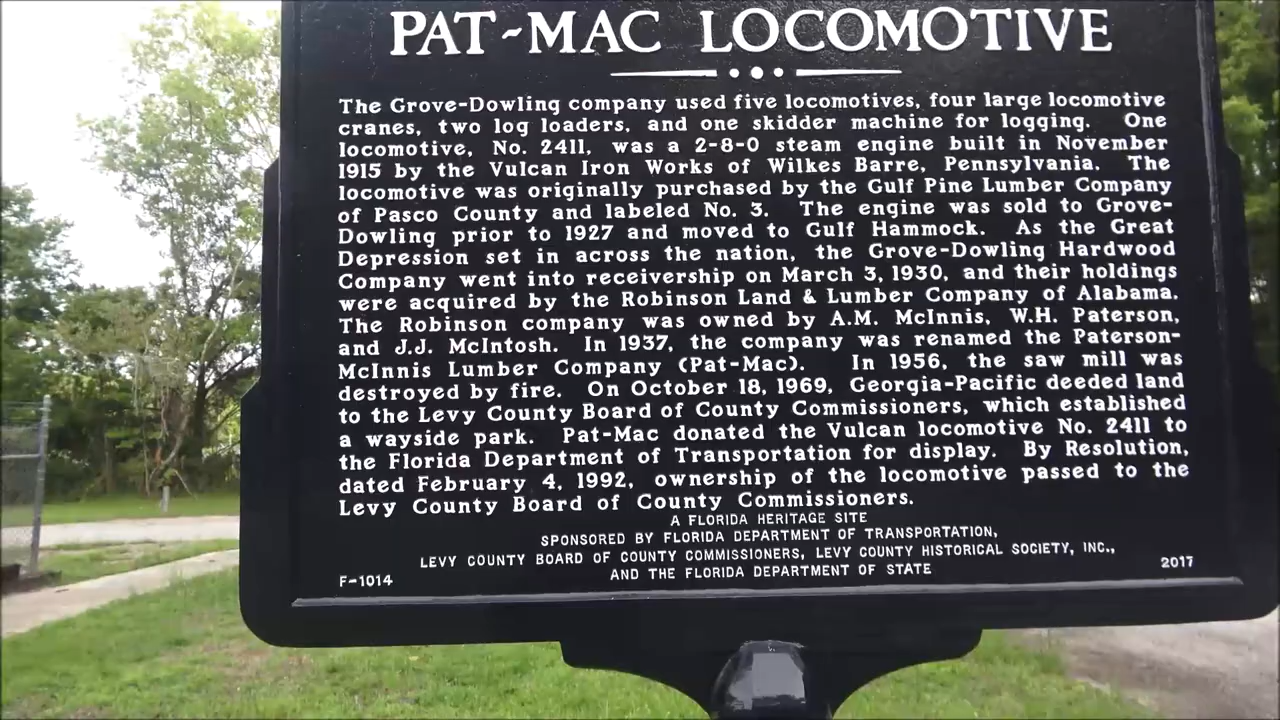 PAT-MAC LOCOMOTIVE
The Grove-Dowling company used five locomotives, four large locomotive
cranes, two log loaders, and one skidder machine for logging. One
locomotive, No. 2411, was a 2-8-0 steam engine built in November
1915 by the Vulcan Iron Works of Wilkes Barre, Pennsylvania. The
locomotive was originally purchased by the Gulf Pine Lumber Company
of Pasco County and labeled No. 3. The engine was sold to Grove-
Dowling prior to 1927 and moved to Gulf Hammock. As the Great
Depression set in across the nation, the Grove-Dowling Hardwood
Company went into receivership on March 3, 1930, and their holdings
were acquired by the Robinson Land & Lumber Company of Alabama.
The Robinson company was owned by A.M. McInnis, W.H. Paterson,
and J.J. McIntosh. In 1937, the company was renamed the Paterson-
McInnis Lumber Company (Pat-Mac). In 1956, the saw mill was
destroyed by fire. On October 18, 1969, Georgia-Pacific deeded land
to the Levy County Board of County Commissioners, which established
a wayside park. Pat-Mac donated the Vulcan locomotive No. 2411 to
the Florida Department of Transportation for display. By Resolution,
dated February 4, 1992, ownership of the locomotive passed to the
Levy County Board of County Commissioners.
A FLORIDA HERITAGE SITE
SPONSORED BY FLORIDA DEPARTMENT OF TRANSPORTATION,
LEVY COUNTY BOARD OF COUNTY COMMISSIONERS, LEVY COUNTY HISTORICAL SOCIETY, INC.,
AND THE FLORIDA DEPARTMENT OF STATE
F-1014
2017